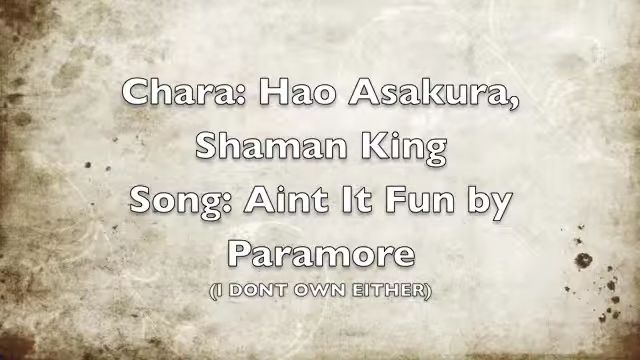 Chara: Hao Asakura,
Shaman King
Song: Aint It Fun by
Paramore
(I DONT OWN EITHER)